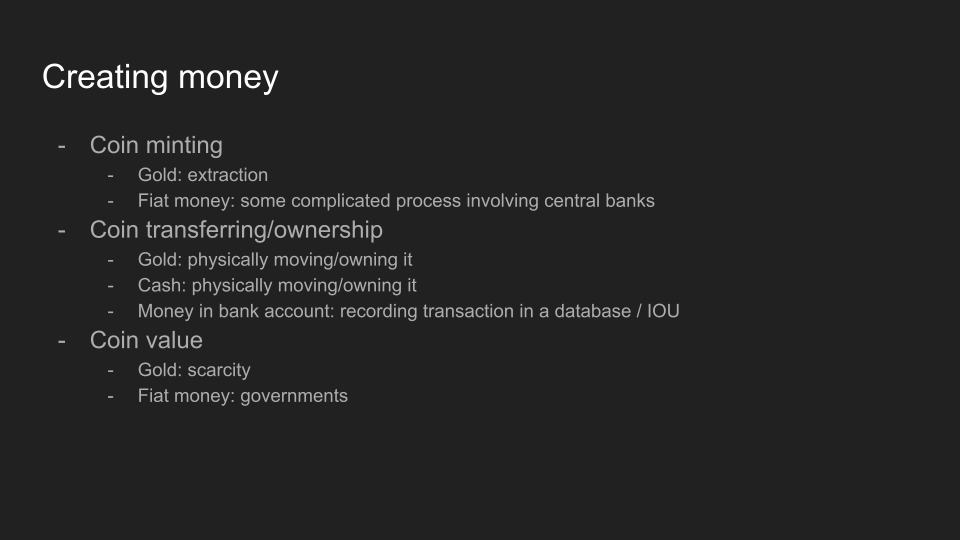 Creating money
- Coin minting
- Gold: extraction
- Fiat money: some complicated process involving central banks
- Coin transferring/ownership
- Gold: physically moving/owning it
- Cash: physically moving/owning it
- Money in bank account: recording transaction in a database / IOU
- Coin value
- Gold: scarcity
- Fiat money: governments